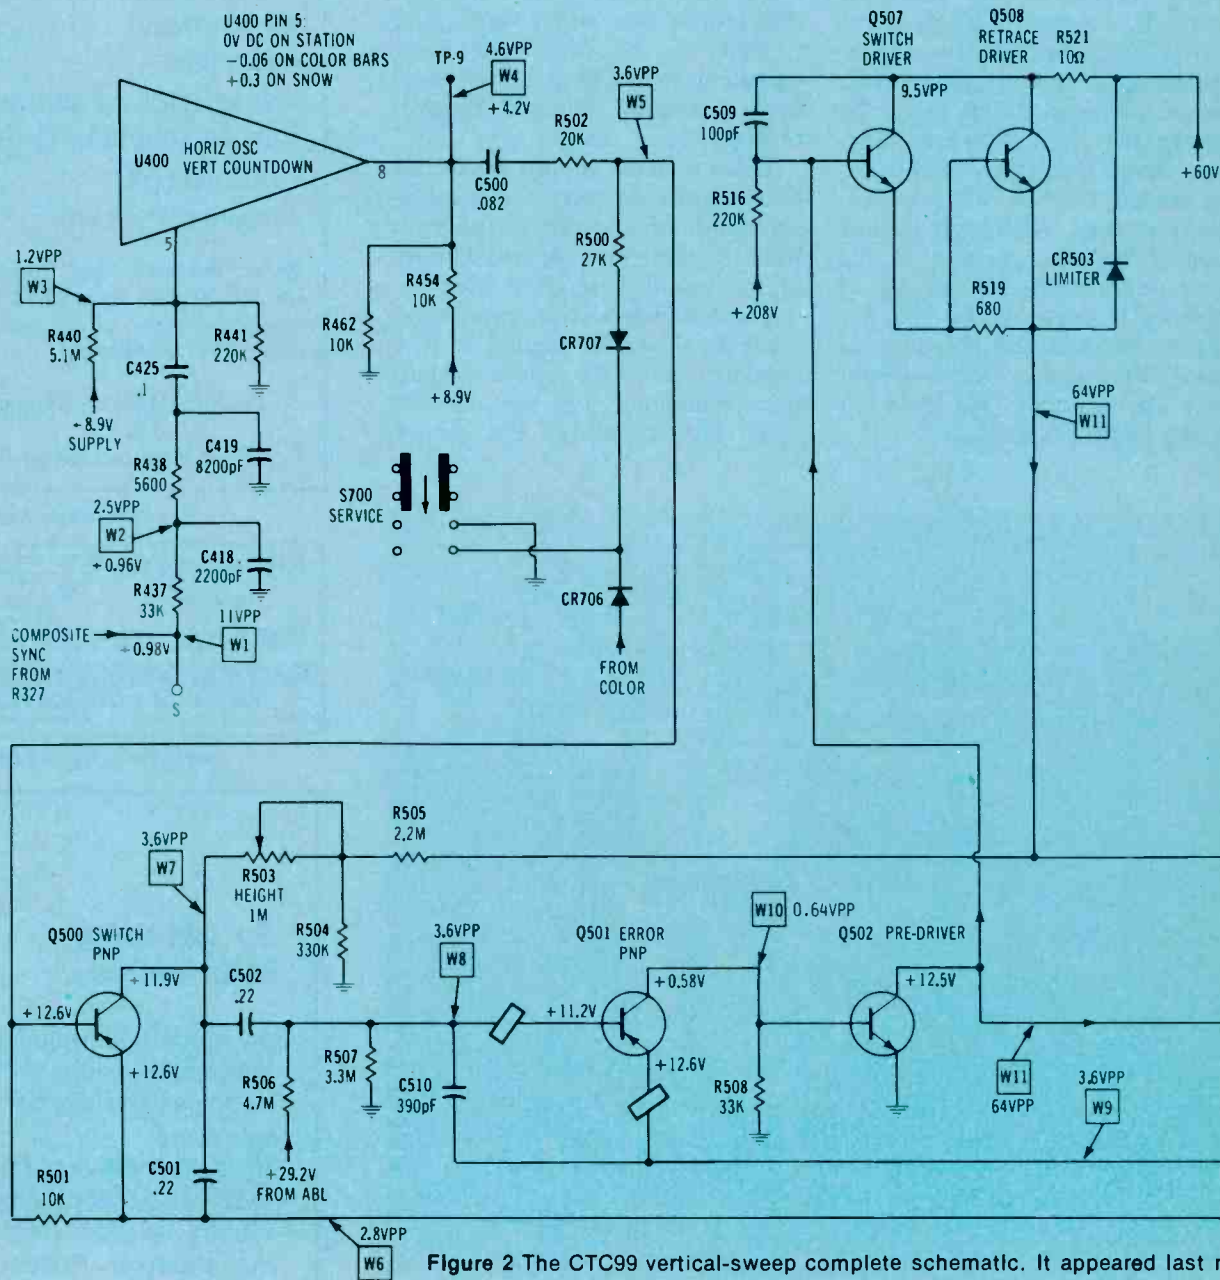 U400 PIN 5:
0V DC ON STATION
-0.06 ON COLOR BARS
+0.3 ON SNOW
4.6VPP
TP-9
W4
+4.2V
3.6VPP
W5
R502
20K
C500
.082
U400
HORIZ OSC
VERT COUNTDOWN
8
5
1.2VPP
W3
R440
5.1M
R441
220K
C425
.1
+8.9V
SUPPLY
C419
8200pF
R438
5600
2.5VPP
W2
+0.96V
C418
2200pF
R437
33K
11VPP
W1
COMPOSITE
SYNC
FROM
R327
+0.98V
S
R462
10K
R454
10K
+8.9V
R500
27K
CR707
S700
SERVICE
CR706
FROM
COLOR
Q507
SWITCH
DRIVER
Q508
RETRACE
DRIVER
R521
10Ω
C509
100pF
9.5VPP
+60V
R516
220K
+208V
R519
680
CR503
LIMITER
64VPP
W11
3.6VPP
W7
R503
HEIGHT
1M
R505
2.2M
R504
330K
Q500 SWITCH
PNP
+11.9V
+12.6V
+12.6V
C502
.22
3.6VPP
W8
Q501 ERROR
PNP
W10 0.64VPP
+0.58V
+11.2V
+12.6V
Q502 PRE-DRIVER
+12.5V
R507
3.3M
R506
4.7M
C510
390pF
R508
33K
W11
64VPP
3.6VPP
W9
R501
10K
C501
.22
+29.2V
FROM ABL
2.8VPP
W6
Figure 2 The CTC99 vertical-sweep complete schematic. It appeared last